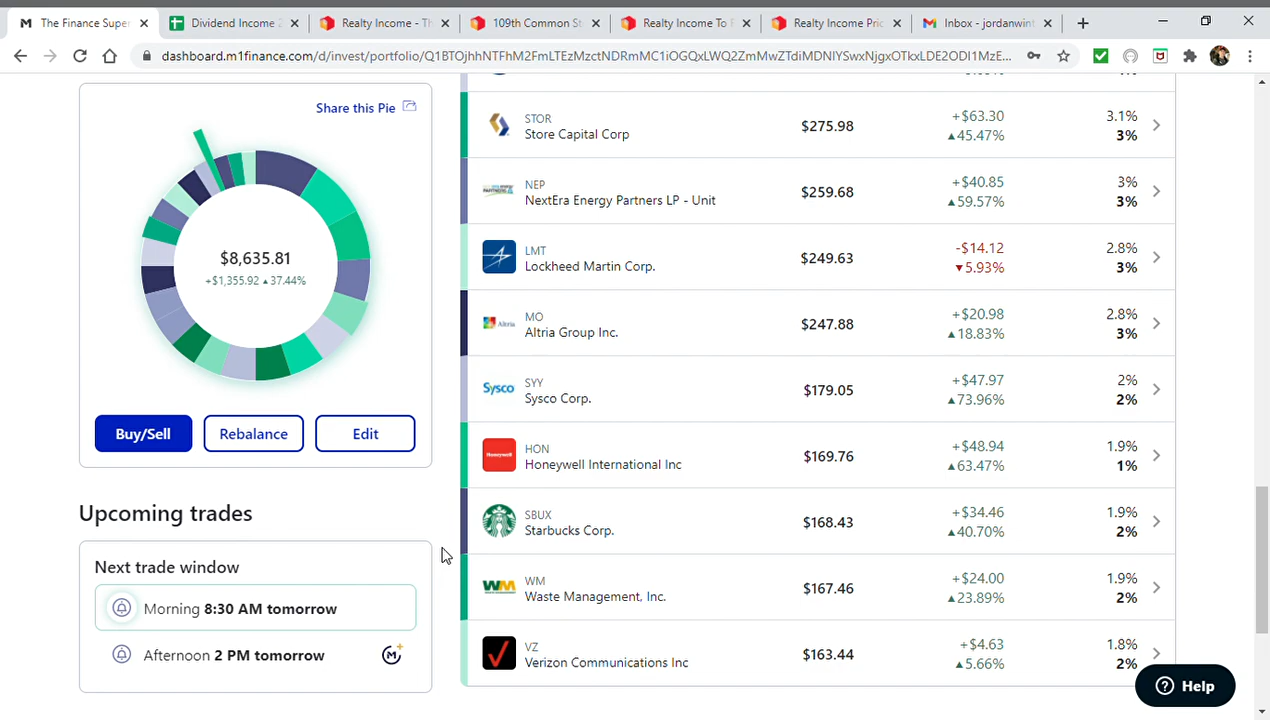 The Finance Super
Dividend Income 2
Realty Income - Th
109th Common St
Realty Income To R
Realty Income Pric
Inbox - jordanwint
Share this Pie
$8,635.81
+$1,355.92 ▲37.44%
Buy/Sell
Rebalance
Edit
Upcoming trades
Next trade window
Morning 8:30 AM tomorrow
Afternoon 2 PM tomorrow
STOR
Store Capital Corp
$275.98
+$63.30
▲45.47%
3.1%
3%
NEP
NextEra Energy Partners LP - Unit
$259.68
+$40.85
▲59.57%
3%
3%
LMT
Lockheed Martin Corp.
$249.63
-$14.12
▼5.93%
2.8%
3%
MO
Altria Group Inc.
Altria
$247.88
+$20.98
▲18.83%
2.8%
3%
SYY
Sysco Corp.
Sysco
$179.05
+$47.97
▲73.96%
2%
2%
HON
Honeywell International Inc
Honeywell
$169.76
+$48.94
▲63.47%
1.9%
1%
SBUX
Starbucks Corp.
$168.43
+$34.46
▲40.70%
1.9%
2%
WM
Waste Management, Inc.
WM
$167.46
+$24.00
▲23.89%
1.9%
2%
VZ
Verizon Communications Inc
$163.44
+$4.63
▲5.66%
1.8%
2%
Help